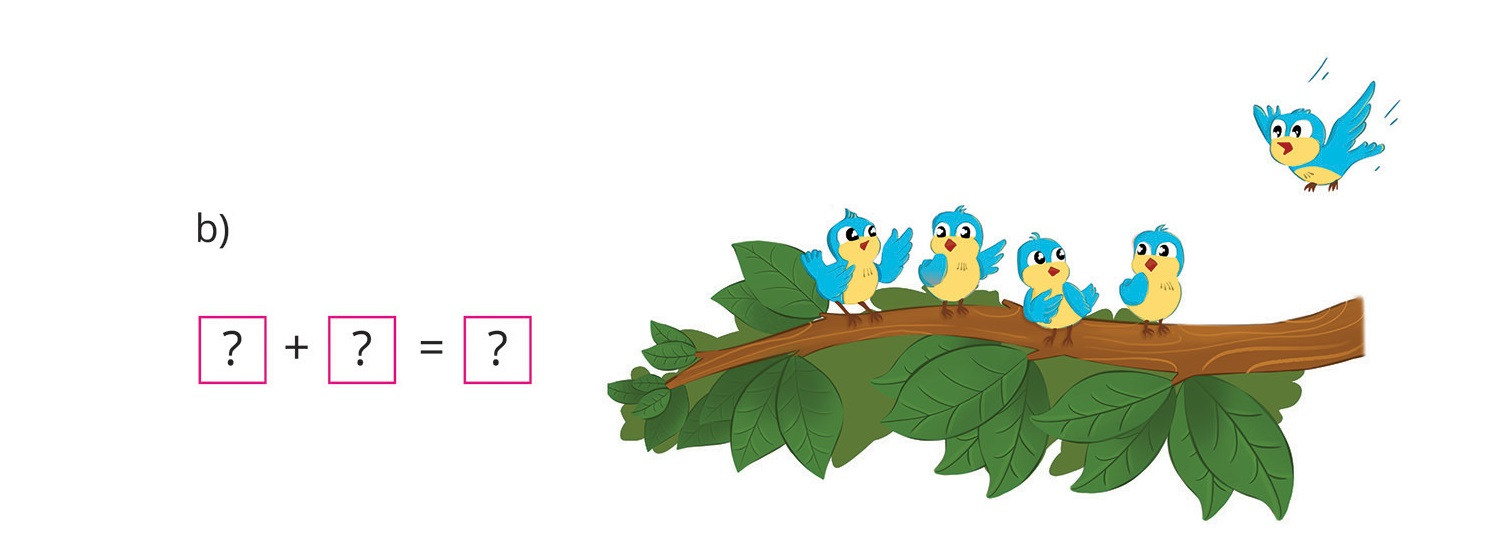 b)
? + ? = ?